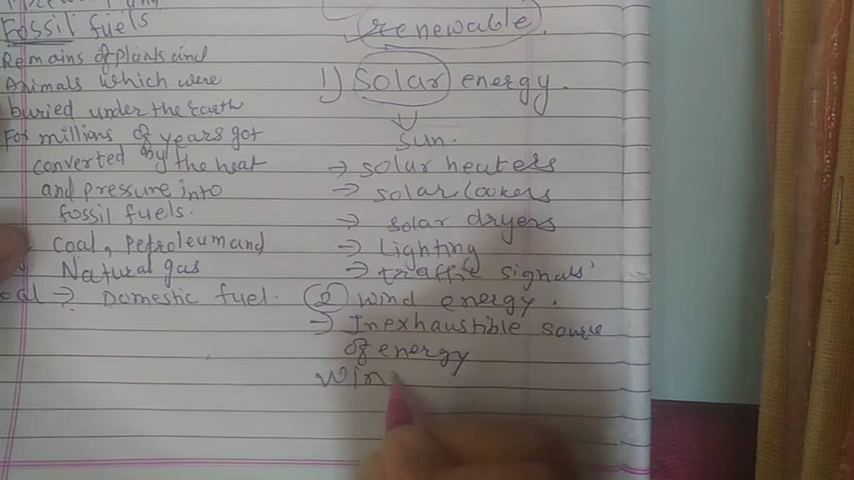 Fossil fuels
Remains of plants and
Animals which were
buried under the Earth
For millions of years got
converted by the heat
and pressure into
fossil fuels.
coal, petroleum and
Natural gas
→ Domestic fuel.
renewable.
1) Solar energy.
Sun.
→ solar heaters
→ solar cookers
→ solar dryers
→ Lighting
→ traffic signals'
② wind energy.
→ Inexhaustible source
of energy
Win